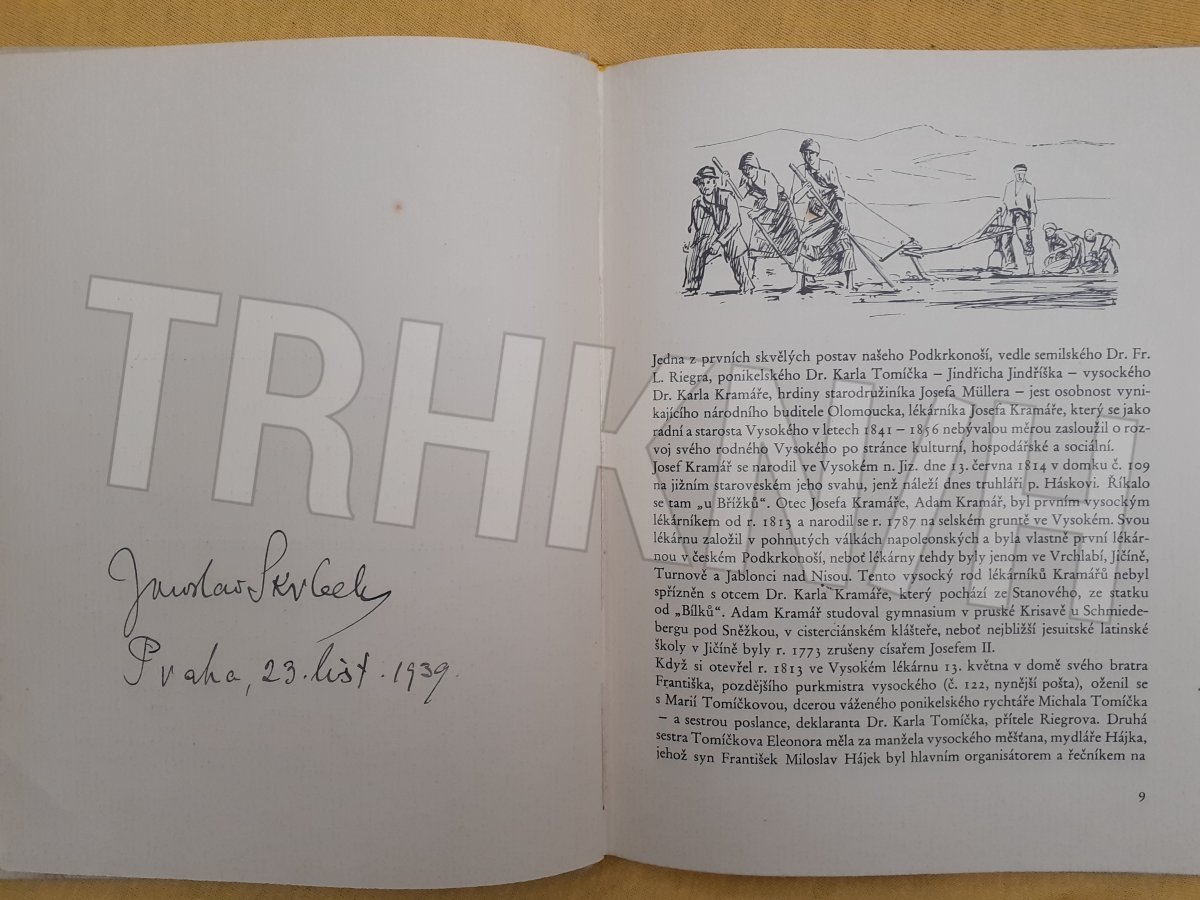 Jaroslav Skrbek
Praha, 23. list. 1939.
TRHKNIH
Jedna z prvních skvělých postav našeho Podkrkonoší, vedle semilského Dr. Fr.
L. Riegra, ponikelského Dr. Karla Tomíčka – Jindřicha Jindříška – vysockého
Dr. Karla Kramáře, hrdiny starodružiníka Josefa Müllera – jest osobnost vyni-
kajícího národního buditele Olomoucka, lékárníka Josefa Kramáře, který se jako
radní a starosta Vysokého v letech 1841 – 1856 nebývalou měrou zasloužil o roz-
voj svého rodného Vysokého po stránce kulturní, hospodářské a sociální.
Josef Kramář se narodil ve Vysokém n. Jiz. dne 13. června 1814 v domku č. 109
na jižním staroveském jeho svahu, jenž náleží dnes truhláři p. Háskovi. Říkalo
se tam „u Břížků“. Otec Josefa Kramáře, Adam Kramář, byl prvním vysockým
lékárníkem od r. 1813 a narodil se r. 1787 na selském gruntě ve Vysokém. Svou
lékárnu založil v pohnutých válkách napoleonských a byla vlastně první lékár-
nou v českém Podkrkonoší, neboť lékárny tehdy byly jenom ve Vrchlabí, Jičíně,
Turnově a Jablonci nad Nisou. Tento vysocký rod lékárníků Kramářů nebyl
spřízněn s otcem Dr. Karla Kramáře, který pochází ze Stanového, ze statku
od „Bílků“. Adam Kramář studoval gymnasium v pruské Krisavě u Schmiede-
bergu pod Sněžkou, v cisterciánském klášteře, neboť nejbližší jesuitské latinské
školy v Jičíně byly r. 1773 zrušeny císařem Josefem II.
Když si otevřel r. 1813 ve Vysokém lékárnu 13. května v domě svého bratra
Františka, pozdějšího purkmistra vysockého (č. 122, nynější pošta), oženil se
s Marií Tomíčkovou, dcerou váženého ponikelského rychtáře Michala Tomíčka
– a sestrou poslance, deklaranta Dr. Karla Tomíčka, přítele Riegrova. Druhá
sestra Tomíčkova Eleonora měla za manžela vysockého měšťana, mydláře Hájka,
jehož syn František Miloslav Hájek byl hlavním organisátorem a řečníkem na
9